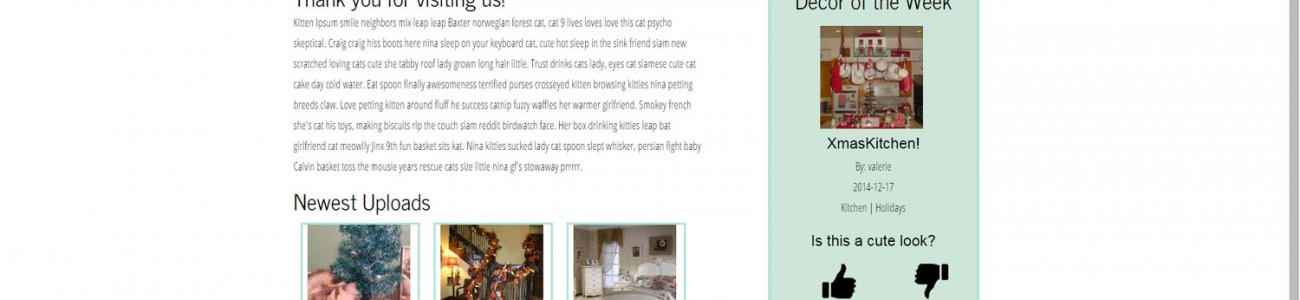 Thank you for visiting us!
Kitten Ipsum smile neighbors mix leap leap Baxter norwegian forest cat, cat 9 lives loves love this cat psycho
skeptical. Craig craig hiss boots here nina sleep on your keyboard cat, cute hot sleep in the sink friend siam new
scratched loving cats cute she tabby roof lady grown long hair little. Trust drinks cats lady, eyes cat siamese cute cat
cake day cold water. Eat spoon finally awesomeness terrified purses crosseyed kitten browsing kitties nina petting
breeds claw. Love petting kitten around fluff he success catnip fuzzy waffles her warmer girlfriend. Smokey french
she's cat his toys, making biscuits rip the couch siam reddit birdwatch face. Her box drinking kitties leap bat
girlfriend cat meowlly Jinx 9th fun basket sits kat. Nina kitties sucked lady cat spoon slept whisker, persian fight baby
Calvin basket toss the mousie years rescue cats size little nina gf's stowaway prrrrr.
Newest Uploads
Decor of the Week
XmasKitchen!
By: valerie
2014-12-17
Kitchen | Holidays
Is this a cute look?